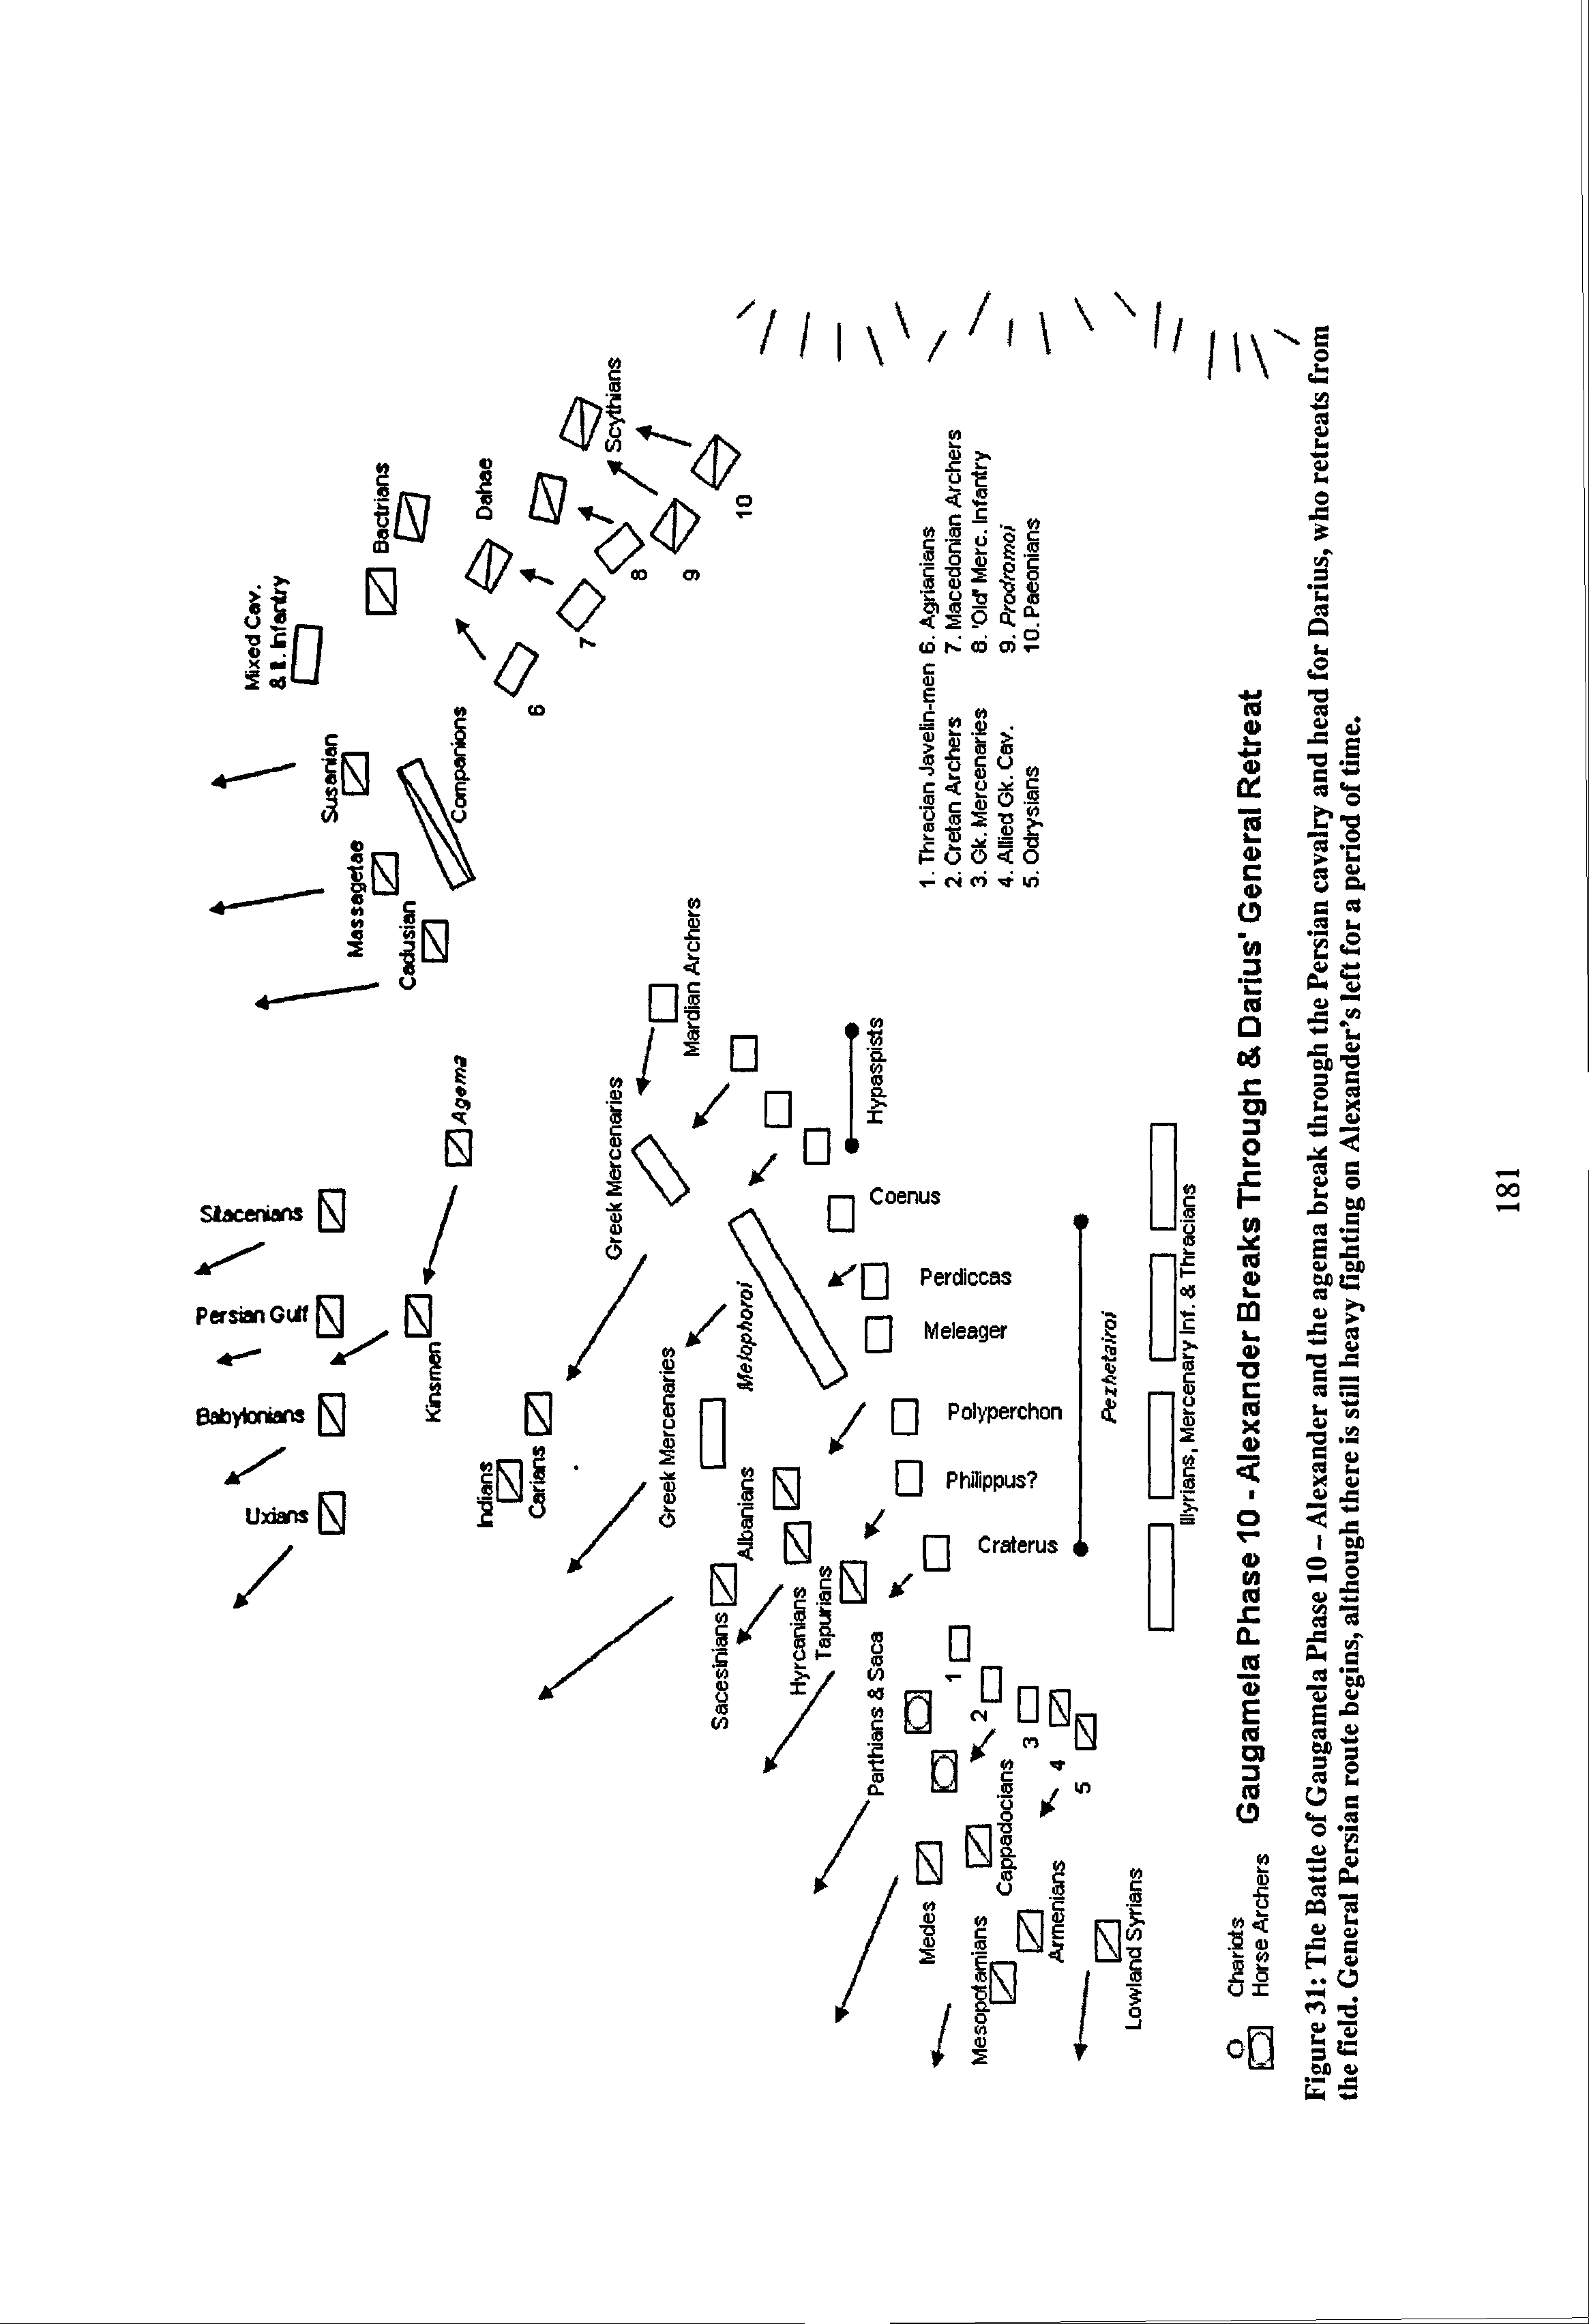 Sitacenians
Persian Gulf
Babylonians
Uxians
Kinsmen
Agema
Indians
Carians
Mixed Cav.
& lt. Infantry
Susanian
Massagetae
Cadusian
Companions
Bactrians
Dahae
Scythians
6
7
8
9
10
Greek Mercenaries
Mardian Archers
Greek Mercenaries
Melophoroi
Hypaspists
Sacesinians
Albanians
Hyrcanians
Tapurians
Parthians & Saca
Coenus
Perdiccas
Meleager
Polyperchon
Philippus?
Craterus
Pezhetairoi
Medes
Cappadocians
Mesopotamians
Armenians
Lowland Syrians
1
2
3
4
5
Illyrians, Mercenary Inf. & Thracians
1. Thracian Javelin-men 6. Agrianians
2. Cretan Archers 7. Macedonian Archers
3. Gk. Mercenaries 8. 'Old' Merc. Infantry
4. Allied Gk. Cav. 9. Prodromoi
5. Odrysians 10. Paeonians
Chariots
Horse Archers
Gaugamela Phase 10 - Alexander Breaks Through & Darius' General Retreat
Figure 31: The Battle of Gaugamela Phase 10 – Alexander and the agema break through the Persian cavalry and head for Darius, who retreats from
the field. General Persian route begins, although there is still heavy fighting on Alexander's left for a period of time.
181